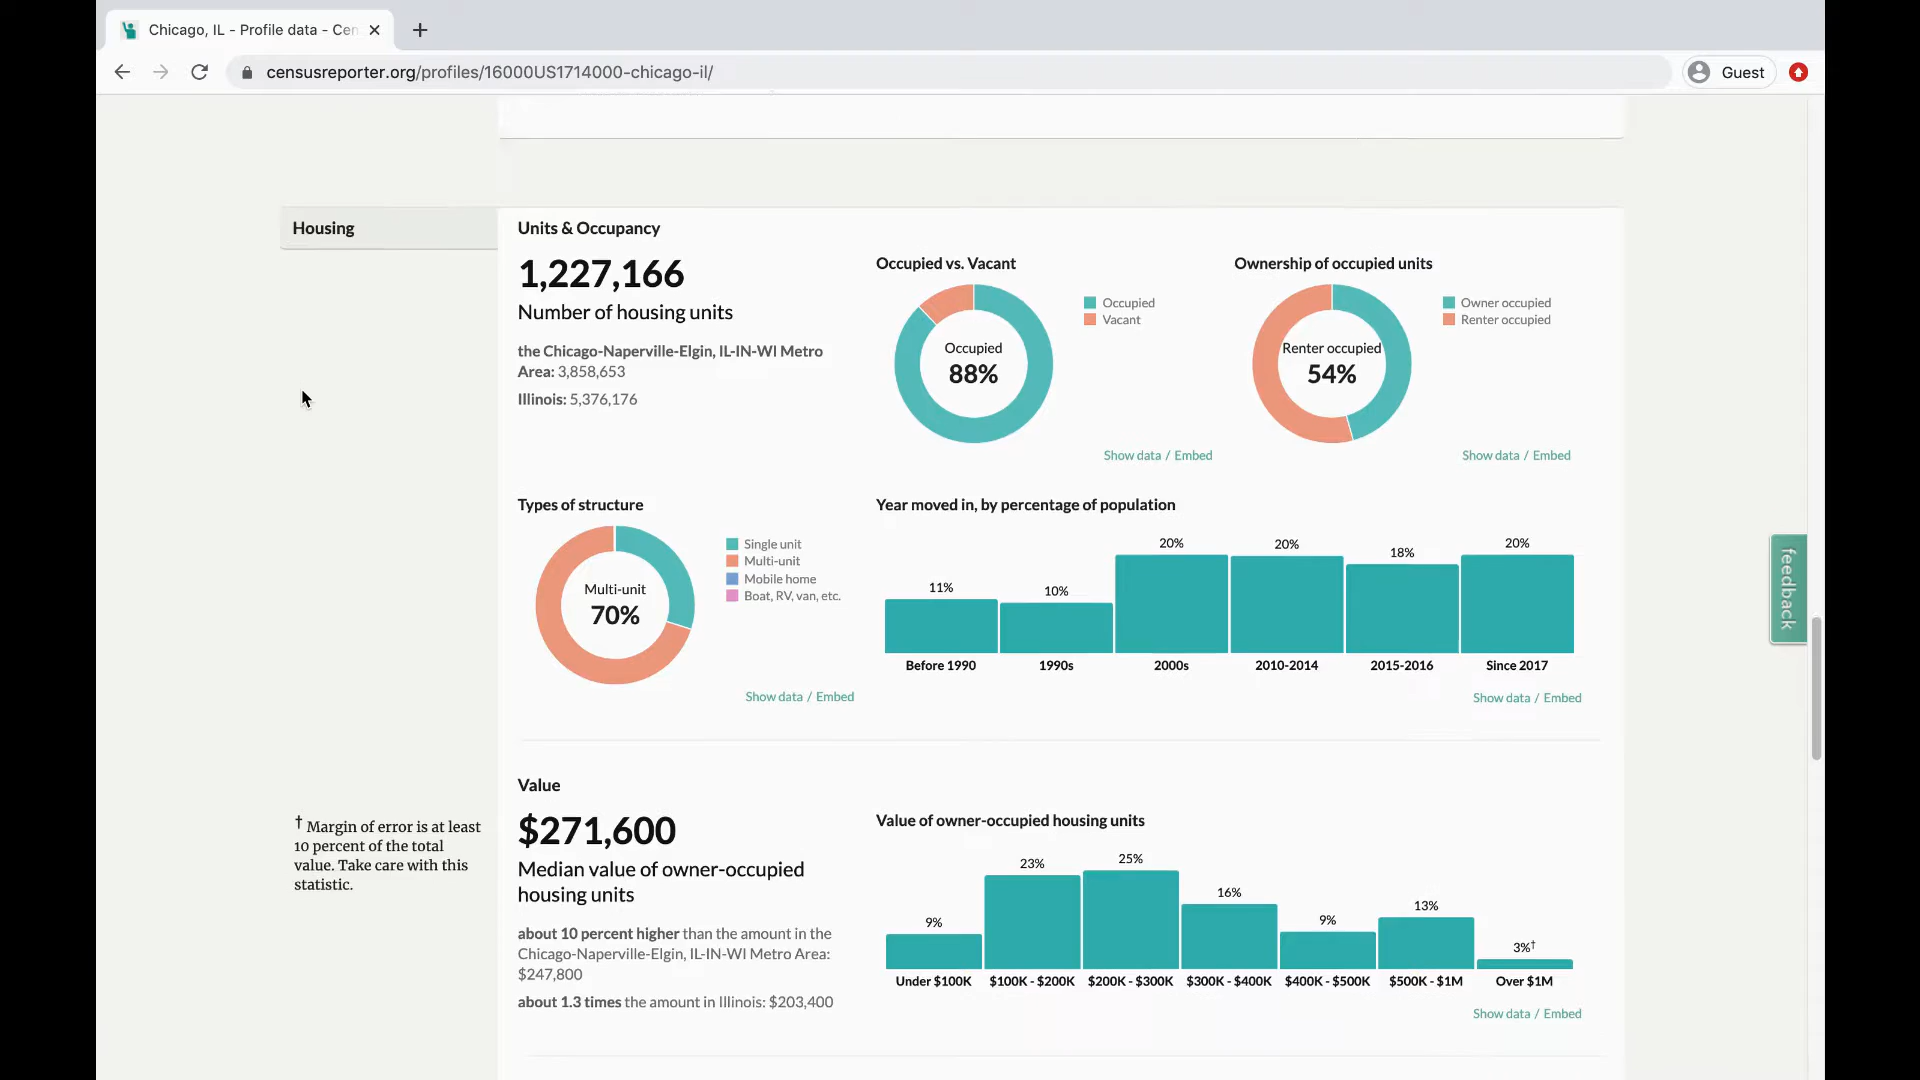 Chicago, IL - Profile data - Cen
censusreporter.org/profiles/16000US1714000-chicago-il/
Guest
Housing
Units & Occupancy
1,227,166
Number of housing units
the Chicago-Naperville-Elgin, IL-IN-WI Metro
Area: 3,858,653
Illinois: 5,376,176
Occupied vs. Vacant
Occupied
Vacant
Occupied
88%
Show data / Embed
Ownership of occupied units
Owner occupied
Renter occupied
Renter occupied
54%
Show data / Embed
Types of structure
Single unit
Multi-unit
Mobile home
Boat, RV, van, etc.
Multi-unit
70%
Show data / Embed
Year moved in, by percentage of population
11% 10% 20% 20% 18% 20%
Before 1990 1990s 2000s 2010-2014 2015-2016 Since 2017
Show data / Embed
feedback
Value
$271,600
Median value of owner-occupied
housing units
about 10 percent higher than the amount in the
Chicago-Naperville-Elgin, IL-IN-WI Metro Area:
$247,800
about 1.3 times the amount in Illinois: $203,400
Value of owner-occupied housing units
9% 23% 25% 16% 9% 13% 3%†
Under $100K $100K - $200K $200K - $300K $300K - $400K $400K - $500K $500K - $1M Over $1M
Show data / Embed
† Margin of error is at least
10 percent of the total
value. Take care with this
statistic.